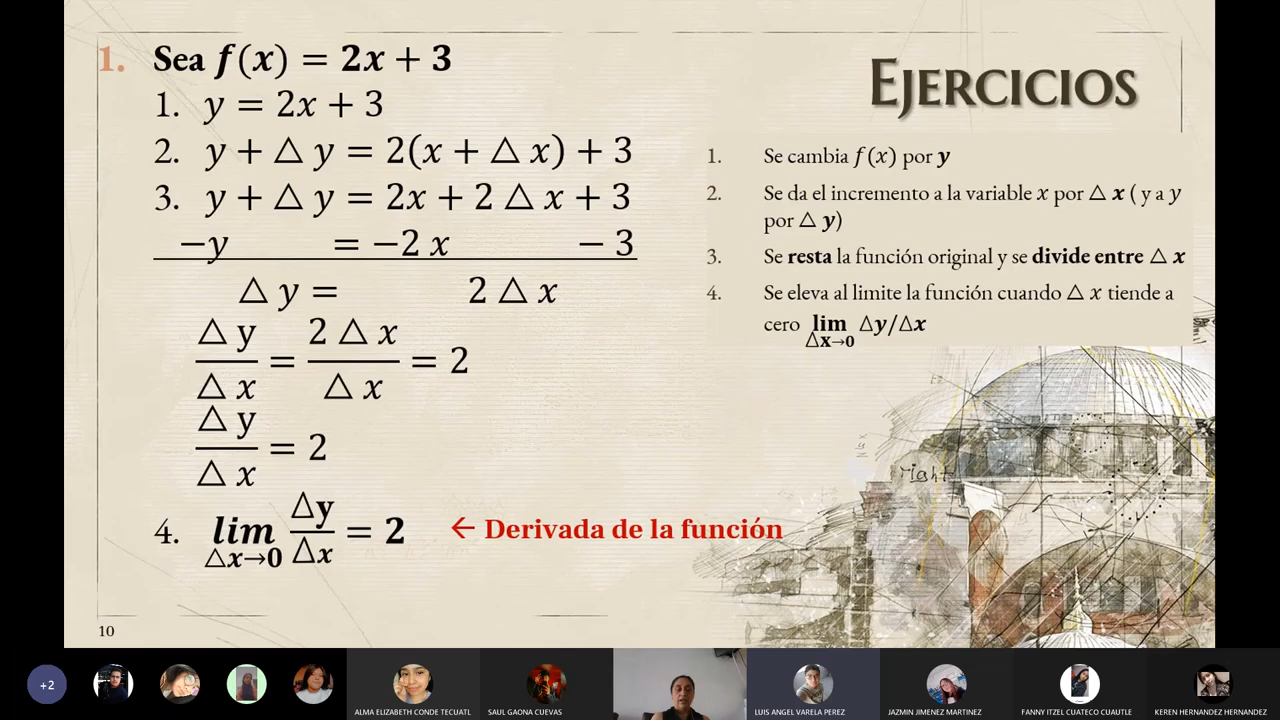 1. Sea f(x) = 2x + 3
1. y = 2x + 3
2. y + △ y = 2(x + △ x) + 3
3. y + △ y = 2x + 2 △ x + 3
−y = −2 x − 3
△ y = 2 △ x
△ y / △ x = 2 △ x / △ x = 2
△ y / △ x = 2
4. lim △x→0 △y/△x = 2 ← Derivada de la función
EJERCICIOS
1. Se cambia f(x) por y
2. Se da el incremento a la variable x por △ x ( y a y
por △ y)
3. Se resta la función original y se divide entre △ x
4. Se eleva al limite la función cuando △ x tiende a
cero lim △x→0 △y/△x
right
10
+2
ALMA ELIZABETH CONDE TECUATL
SAUL GAONA CUEVAS
LUIS ANGEL VARELA PEREZ
JAZMIN JIMENEZ MARTINEZ
FANNY ITZEL CUATECO CUAUTLE
KEREN HERNANDEZ HERNANDEZ